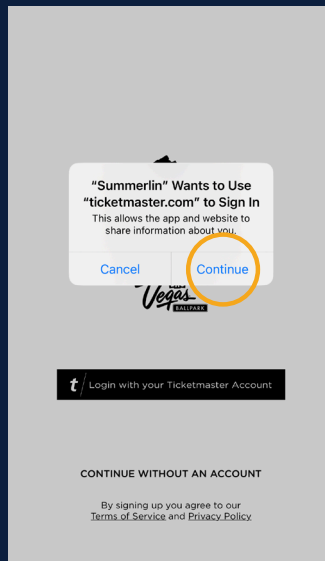 "Summerlin" Wants to Use
"ticketmaster.com" to Sign In
This allows the app and website to
share information about you.
Cancel
Continue
Vegas
BALLPARK
t / Login with your Ticketmaster Account
CONTINUE WITHOUT AN ACCOUNT
By signing up you agree to our
Terms of Service and Privacy Policy